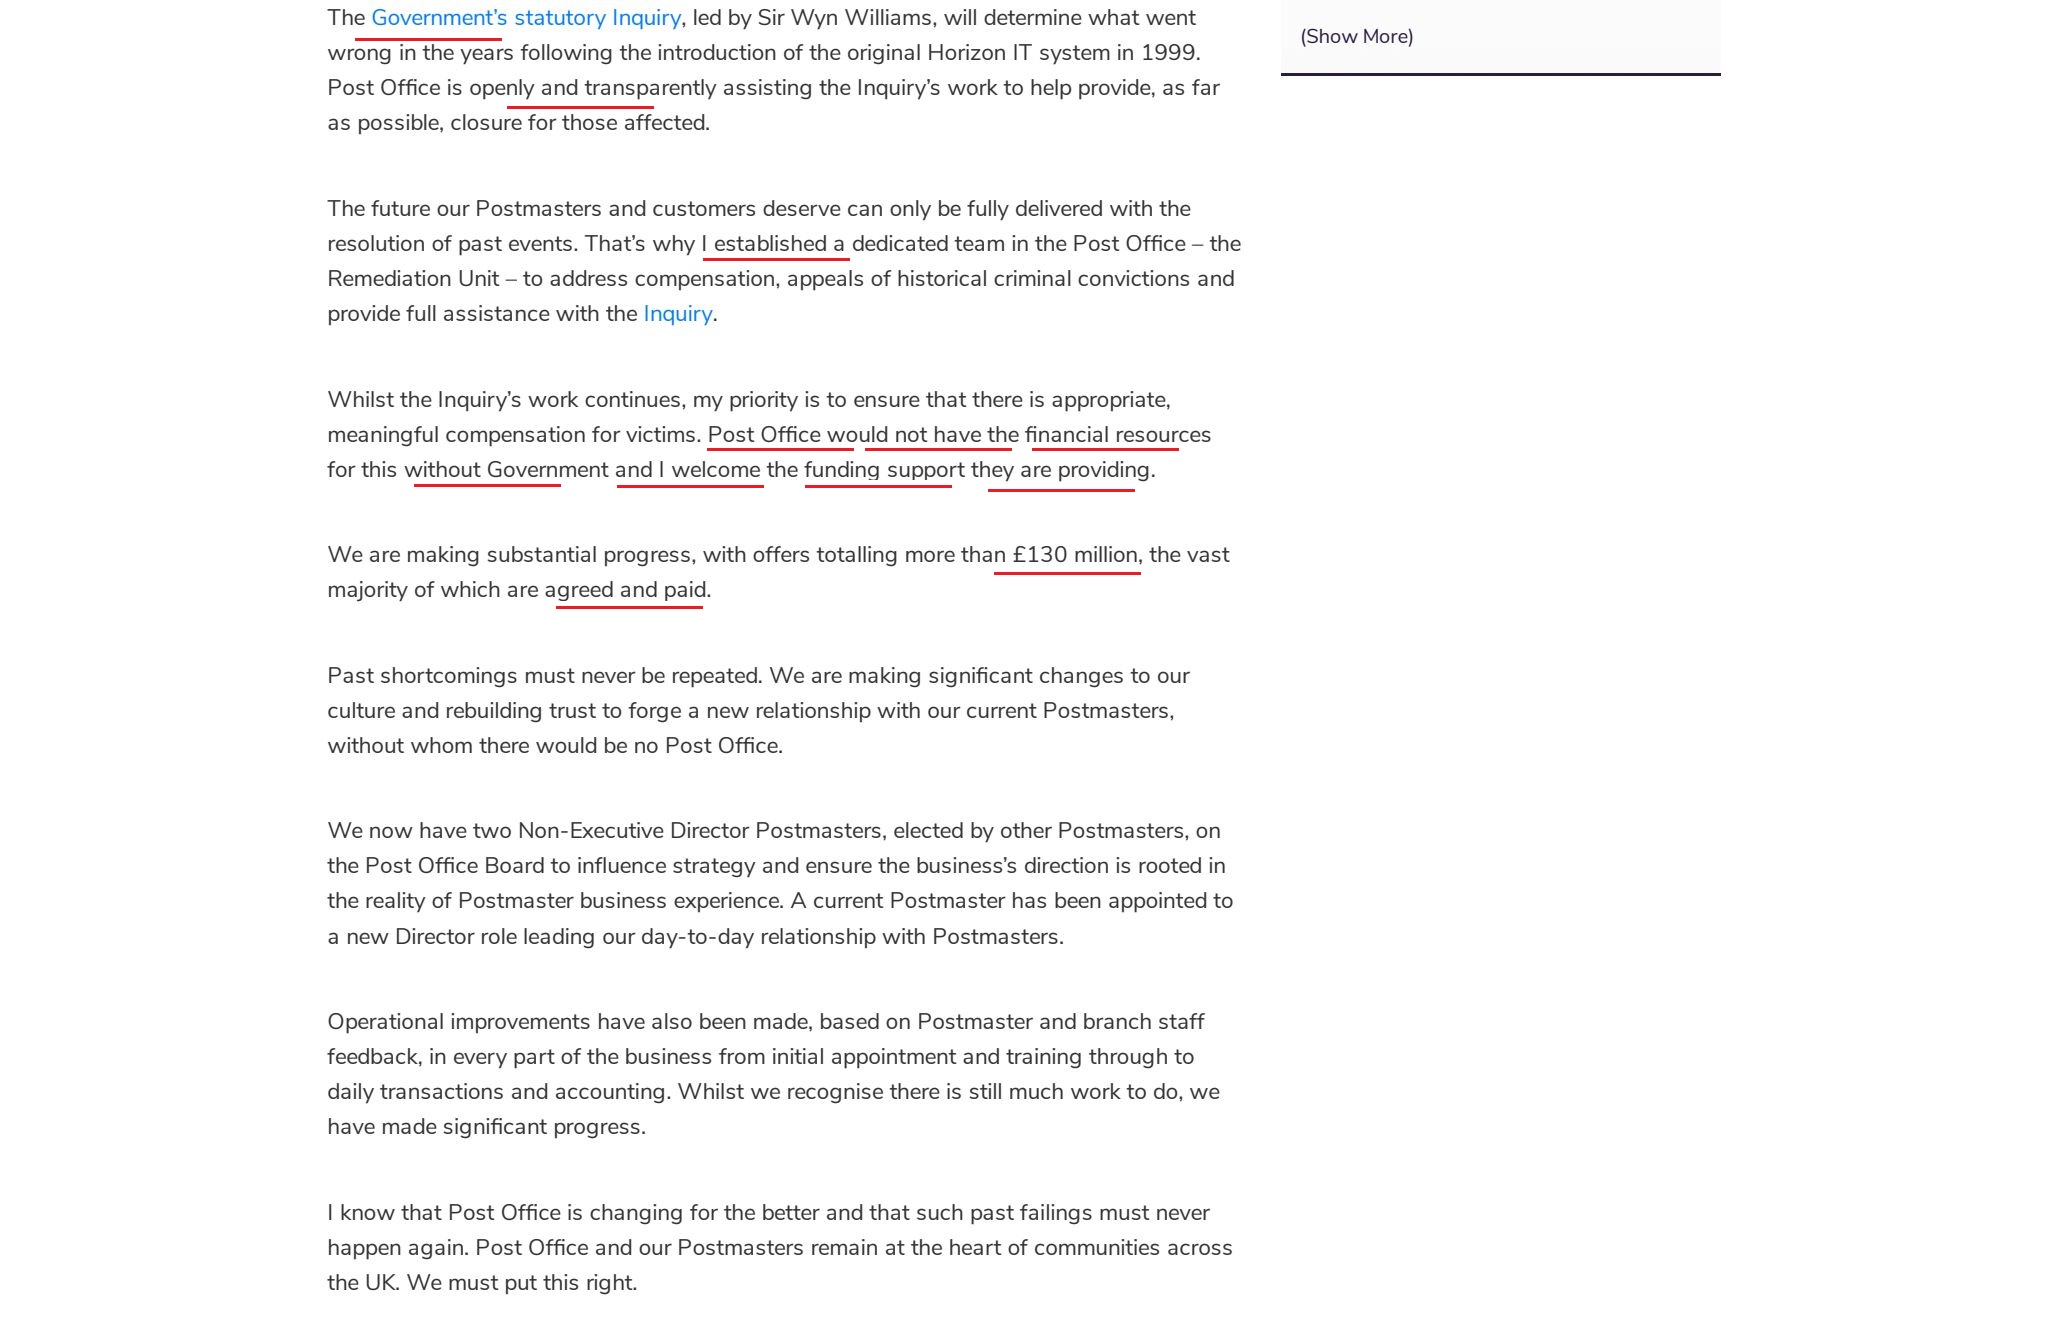 The Government’s statutory Inquiry, led by Sir Wyn Williams, will determine what went
wrong in the years following the introduction of the original Horizon IT system in 1999.
Post Office is openly and transparently assisting the Inquiry’s work to help provide, as far
as possible, closure for those affected.
(Show More)
The future our Postmasters and customers deserve can only be fully delivered with the
resolution of past events. That’s why I established a dedicated team in the Post Office – the
Remediation Unit – to address compensation, appeals of historical criminal convictions and
provide full assistance with the Inquiry.
Whilst the Inquiry’s work continues, my priority is to ensure that there is appropriate,
meaningful compensation for victims. Post Office would not have the financial resources
for this without Government and I welcome the funding support they are providing.
We are making substantial progress, with offers totalling more than £130 million, the vast
majority of which are agreed and paid.
Past shortcomings must never be repeated. We are making significant changes to our
culture and rebuilding trust to forge a new relationship with our current Postmasters,
without whom there would be no Post Office.
We now have two Non-Executive Director Postmasters, elected by other Postmasters, on
the Post Office Board to influence strategy and ensure the business’s direction is rooted in
the reality of Postmaster business experience. A current Postmaster has been appointed to
a new Director role leading our day-to-day relationship with Postmasters.
Operational improvements have also been made, based on Postmaster and branch staff
feedback, in every part of the business from initial appointment and training through to
daily transactions and accounting. Whilst we recognise there is still much work to do, we
have made significant progress.
I know that Post Office is changing for the better and that such past failings must never
happen again. Post Office and our Postmasters remain at the heart of communities across
the UK. We must put this right.